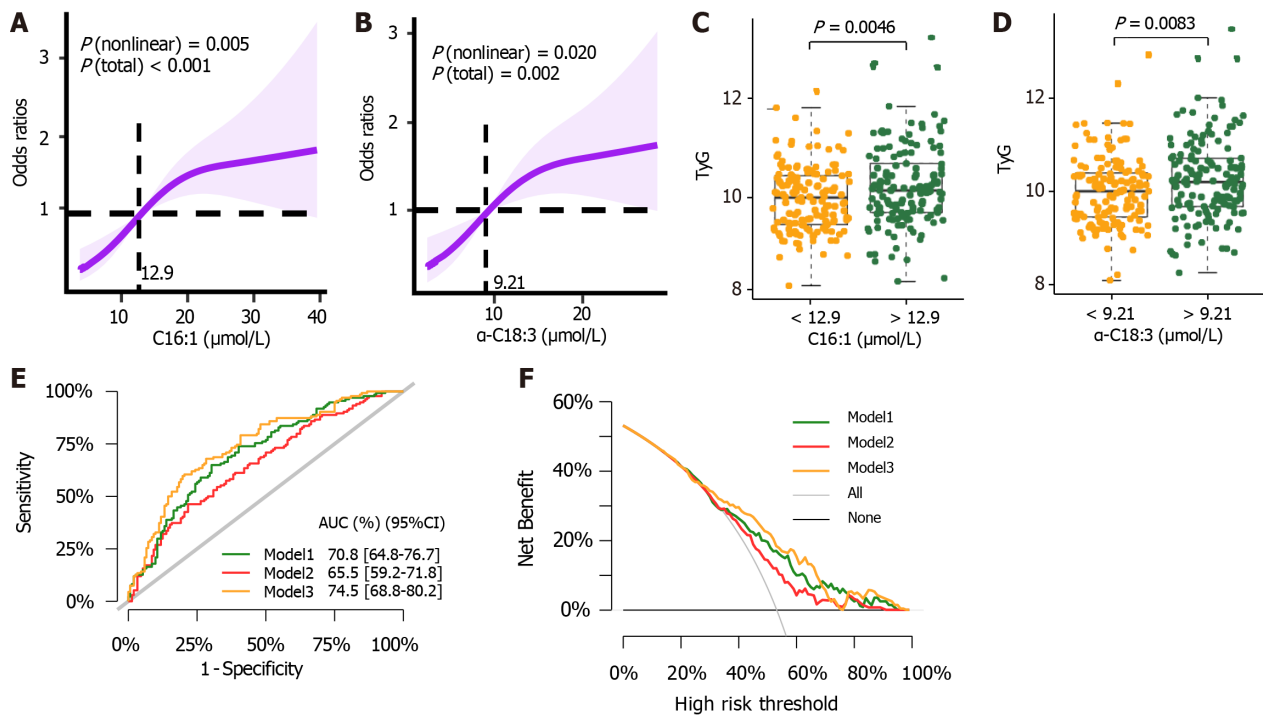 A
P (nonlinear) = 0.005
P (total) < 0.001
Odds ratios
3
2
1
12.9
10
20
30
40
C16:1 (µmol/L)
B
P (nonlinear) = 0.020
P (total) = 0.002
Odds ratios
3
2
1
9.21
10
20
α-C18:3 (µmol/L)
C
P = 0.0046
TyG
12
10
8
< 12.9
> 12.9
C16:1 (µmol/L)
D
P = 0.0083
TyG
12
10
8
< 9.21
> 9.21
α-C18:3 (µmol/L)
E
Sensitivity
100%
75%
50%
25%
0%
AUC (%) (95%CI)
Model1 70.8 [64.8-76.7]
Model2 65.5 [59.2-71.8]
Model3 74.5 [68.8-80.2]
0%
25%
50%
75%
100%
1-Specificity
F
Net Benefit
60%
40%
20%
0%
Model1
Model2
Model3
All
None
0%
20%
40%
60%
80%
100%
High risk threshold